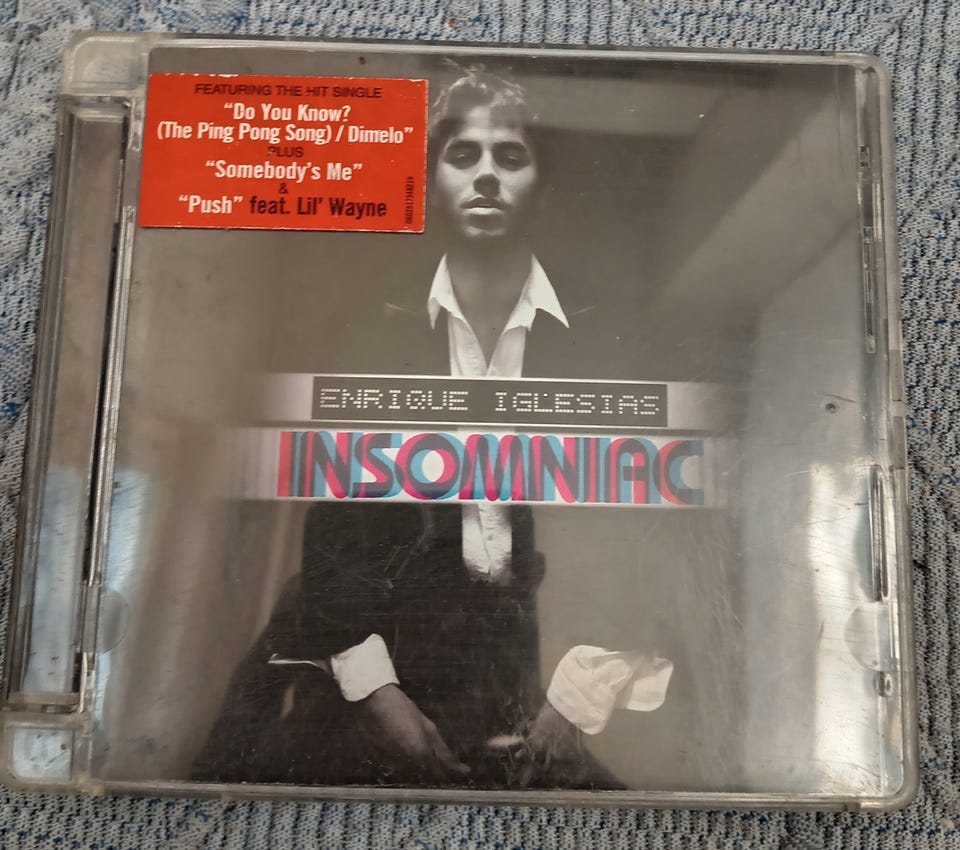 FEATURING THE HIT SINGLE
“Do You Know?
(The Ping Pong Song) / Dimelo”
PLUS
“Somebody’s Me”
&
“Push” feat. Lil’ Wayne
ENRIQUE IGLESIAS
INSOMNIAC